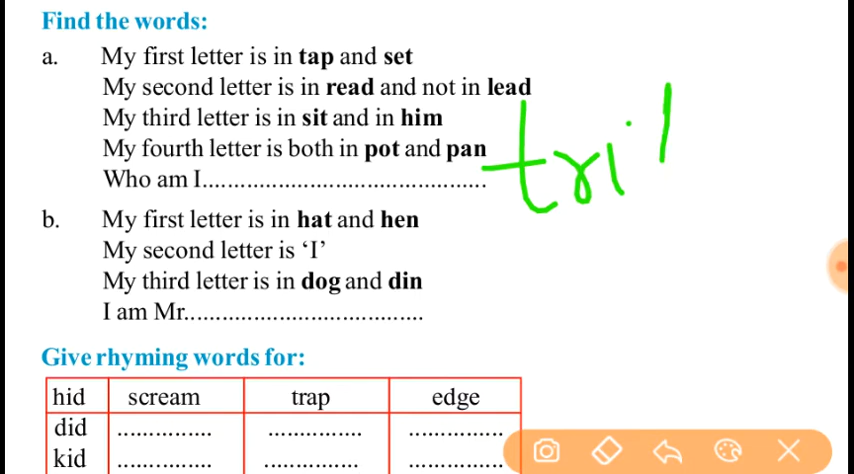 Find the words:
a. My first letter is in tap and set
My second letter is in read and not in lead
My third letter is in sit and in him
My fourth letter is both in pot and pan
Who am I.............................................
tri
b. My first letter is in hat and hen
My second letter is ‘I’
My third letter is in dog and din
I am Mr......................................
Give rhyming words for:
hid scream trap edge
did ............... ............... ...............
kid ............... ............... ...............